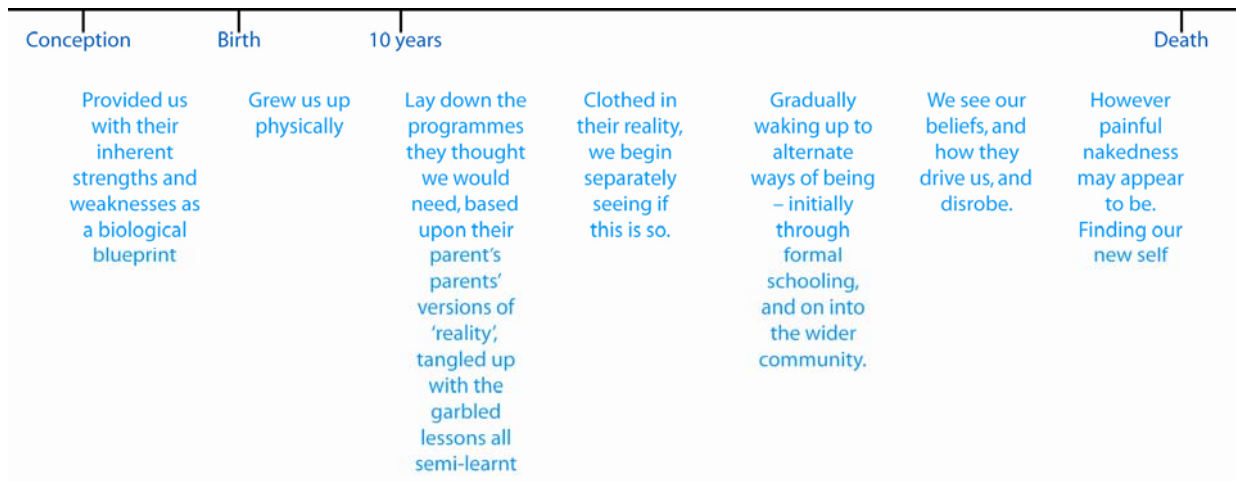 Conception Birth 10 years Death
Provided us
with their
inherent
strengths and
weaknesses as
a biological
blueprint
Grew us up
physically
Lay down the
programmes
they thought
we would
need, based
upon their
parent’s
parents’
versions of
‘reality’,
tangled up
with the
garbled
lessons all
semi-learnt
Clothed in
their reality,
we begin
separately
seeing if
this is so.
Gradually
waking up to
alternate
ways of being
– initially
through
formal
schooling,
and on into
the wider
community.
We see our
beliefs, and
how they
drive us, and
disrobe.
However
painful
nakedness
may appear
to be.
Finding our
new self